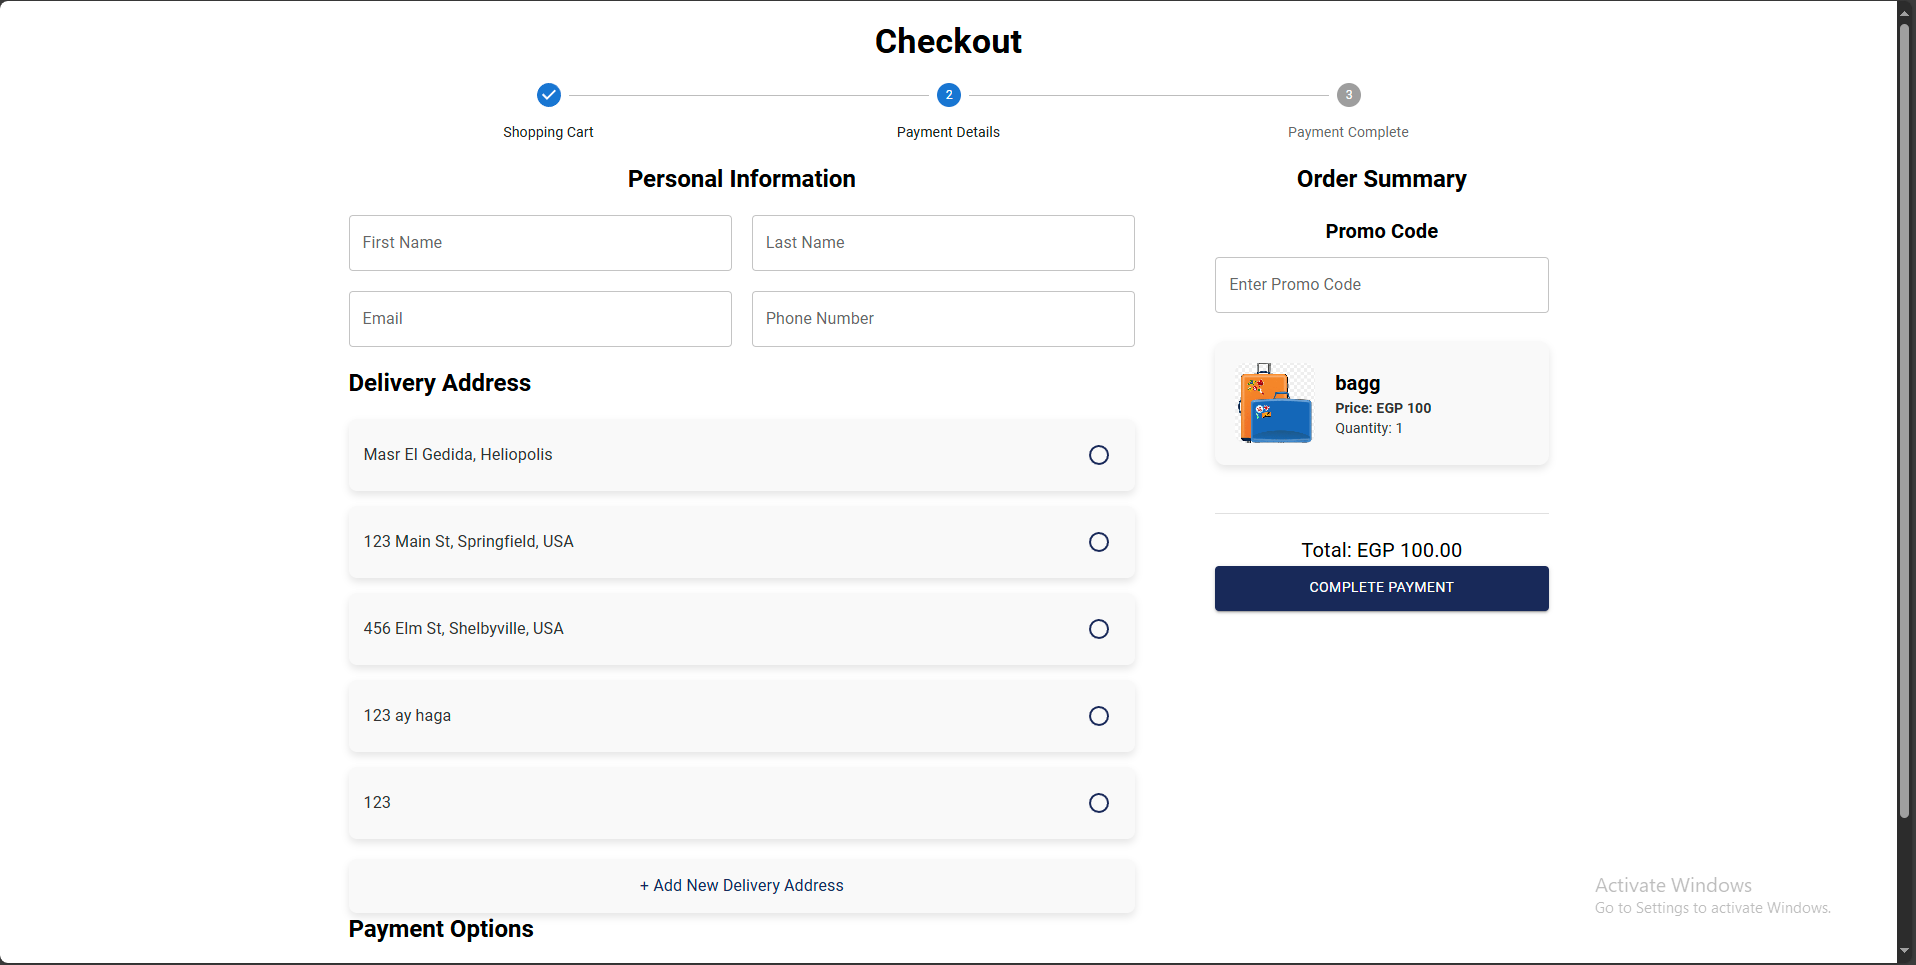 Checkout
2
3
Shopping Cart
Payment Details
Payment Complete
Personal Information
First Name
Last Name
Email
Phone Number
Delivery Address
Masr El Gedida, Heliopolis
123 Main St, Springfield, USA
456 Elm St, Shelbyville, USA
123 ay haga
123
+ Add New Delivery Address
Payment Options
Order Summary
Promo Code
Enter Promo Code
bagg
Price: EGP 100
Quantity: 1
Total: EGP 100.00
COMPLETE PAYMENT
Activate Windows
Go to Settings to activate Windows.